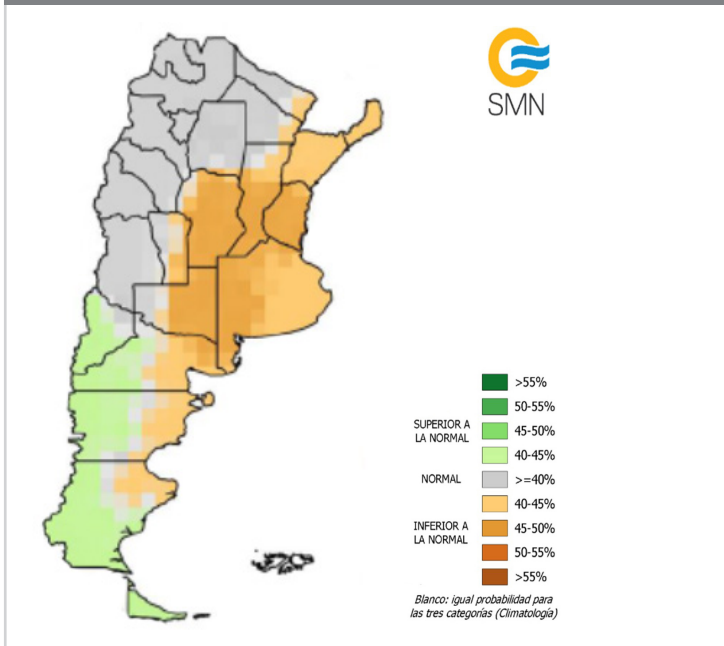 SMN
>55%
50-55%
SUPERIOR A
LA NORMAL
45-50%
40-45%
NORMAL
>=40%
40-45%
INFERIOR A
LA NORMAL
45-50%
50-55%
>55%
Blanco: igual probabilidad para
las tres categorías (Climatología)